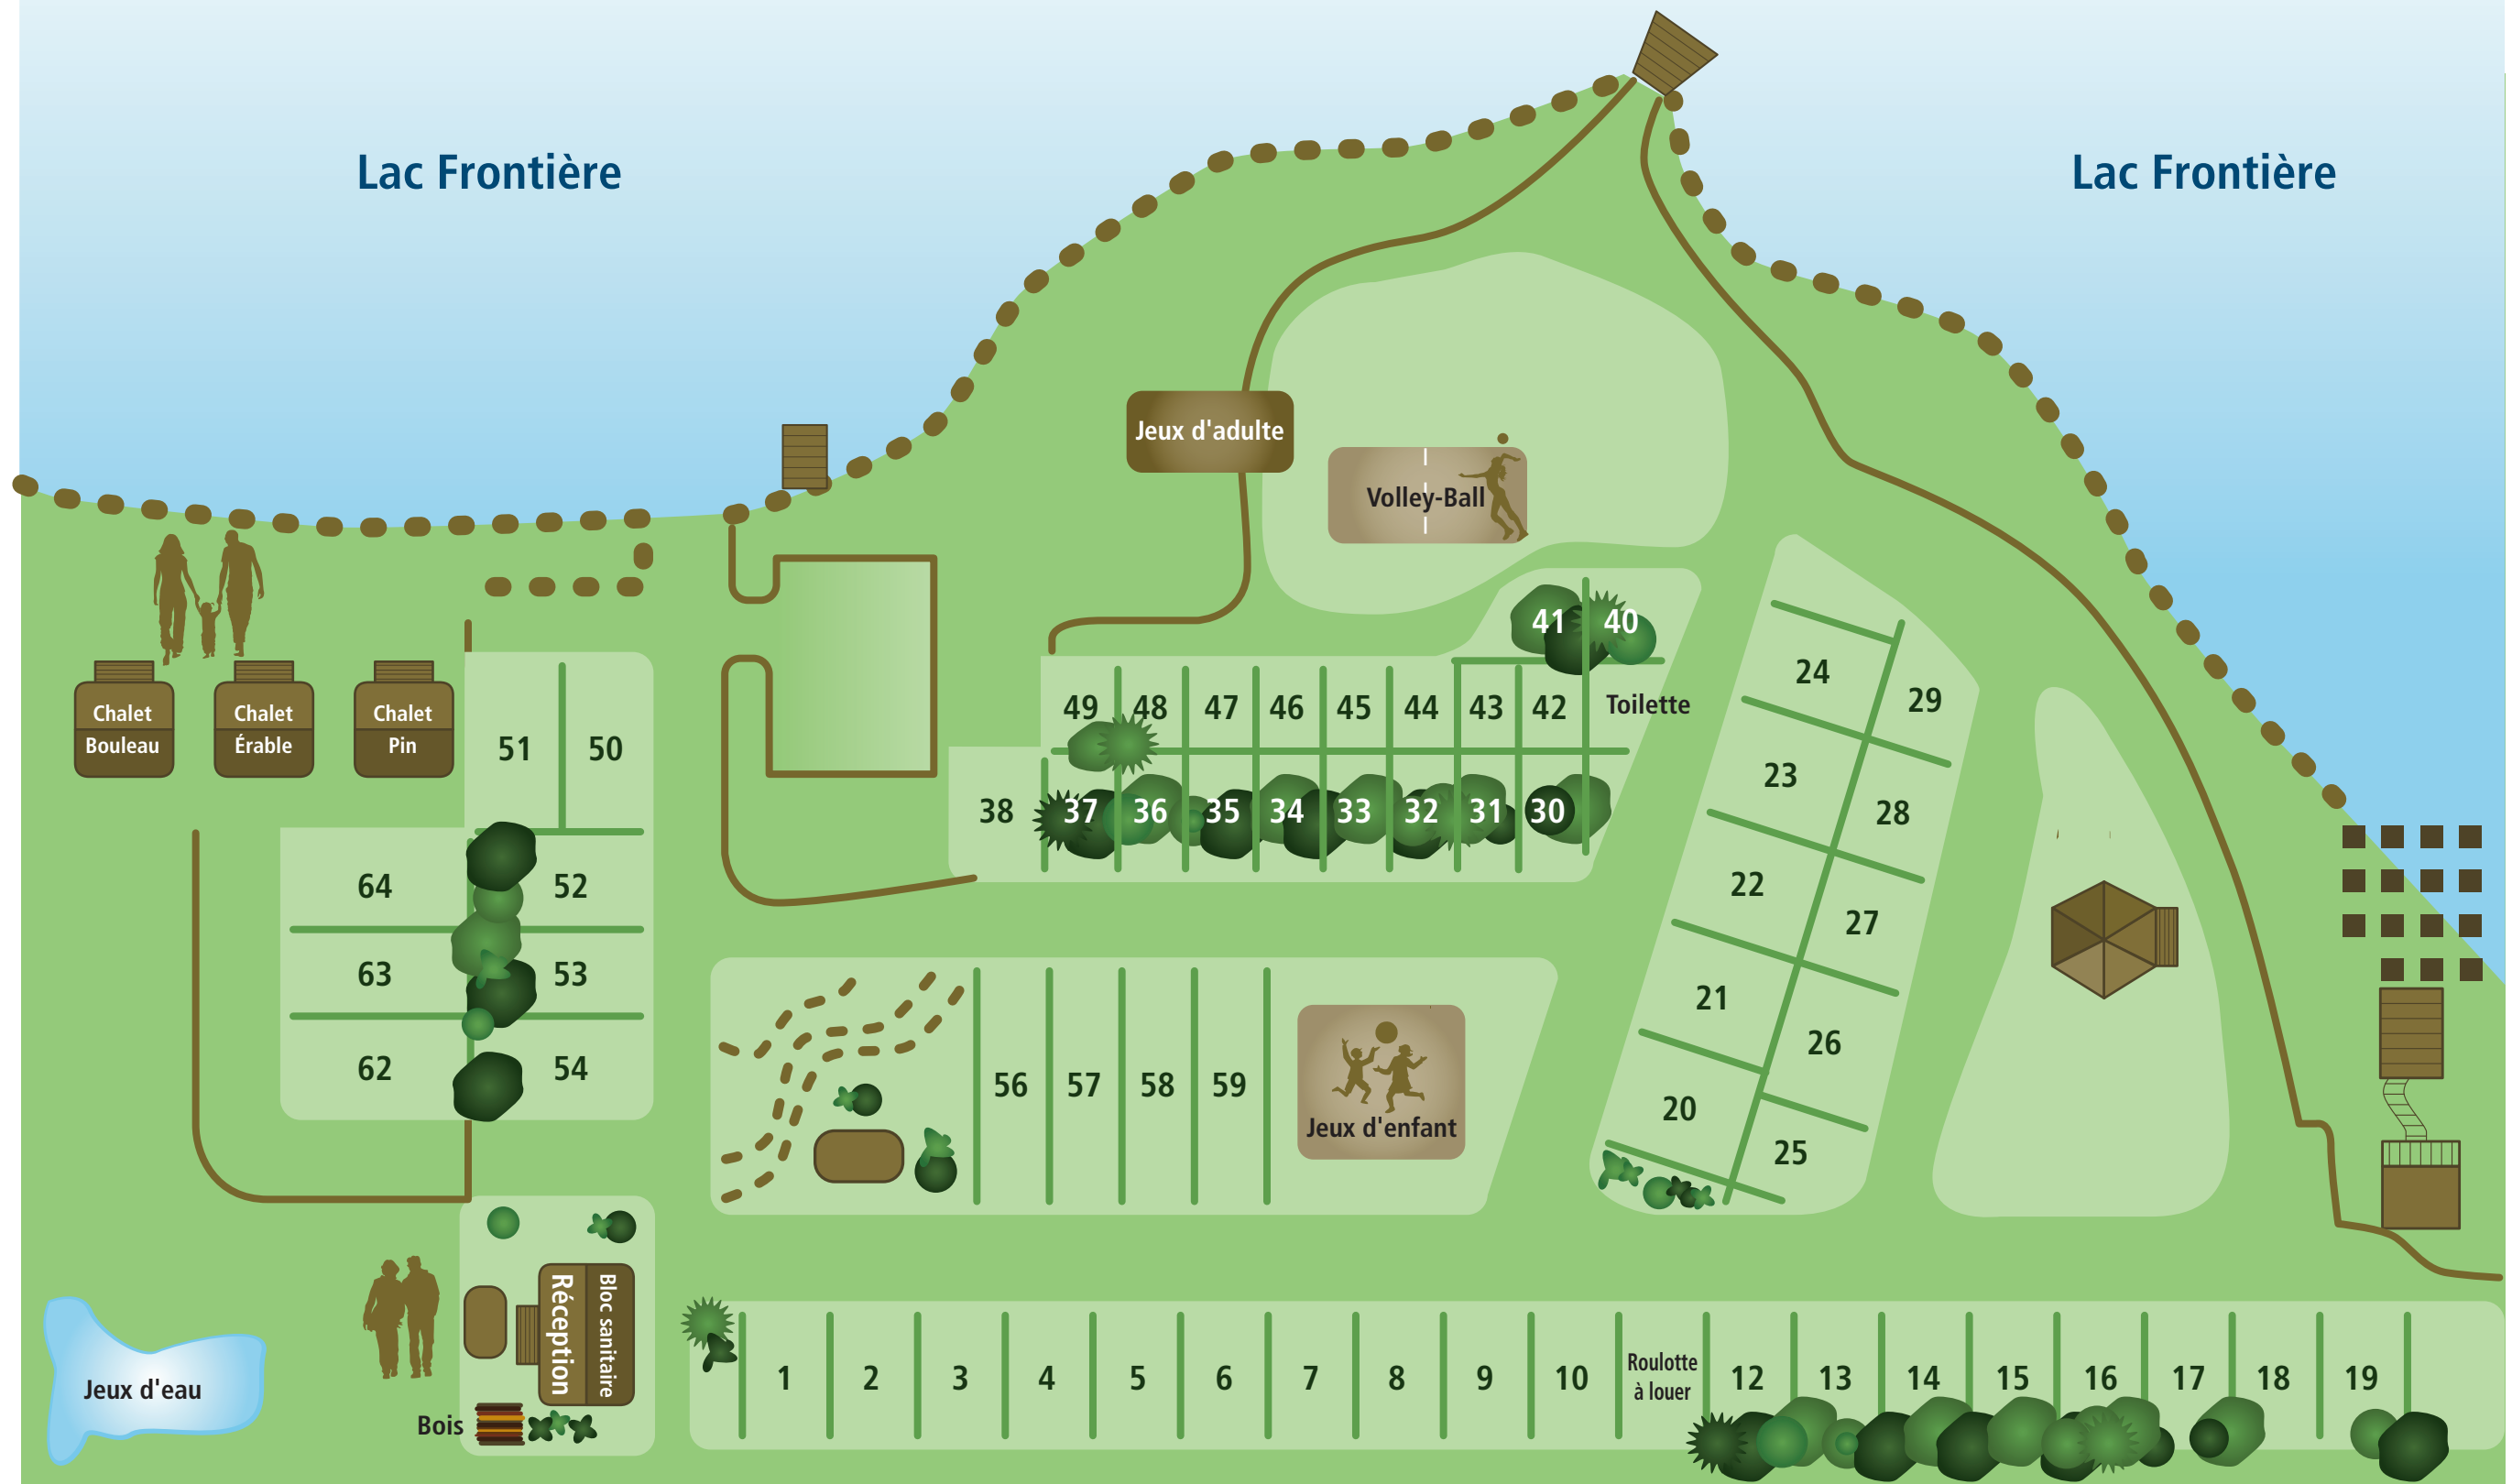 Lac Frontière
Lac Frontière
Jeux d'adulte
Volley-Ball
41 40
49 48 47 46 45 44 43 42 Toilette
38 37 36 35 34 33 32 31 30
Chalet
Bouleau
Chalet
Érable
Chalet
Pin
51 50
64 52
63 53
62 54
24 29
23 28
22 27
21 26
20 25
56 57 58 59
Jeux d'enfant
Réception
Bloc sanitaire
Bois
Jeux d'eau
1 2 3 4 5 6 7 8 9 10
Roulotte
à louer
12 13 14 15 16 17 18 19